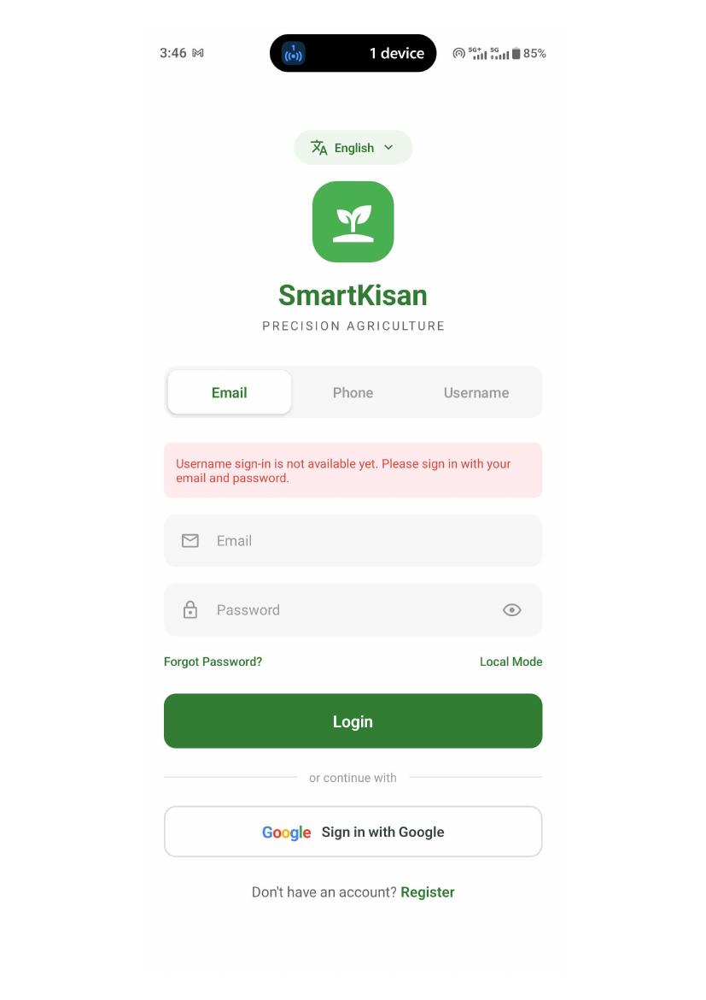 3:46
1
1 device
5G+
5G
85%
English
SmartKisan
PRECISION AGRICULTURE
Email
Phone
Username
Username sign-in is not available yet. Please sign in with your
email and password.
Email
Password
Forgot Password?
Local Mode
Login
or continue with
Google Sign in with Google
Don't have an account? Register